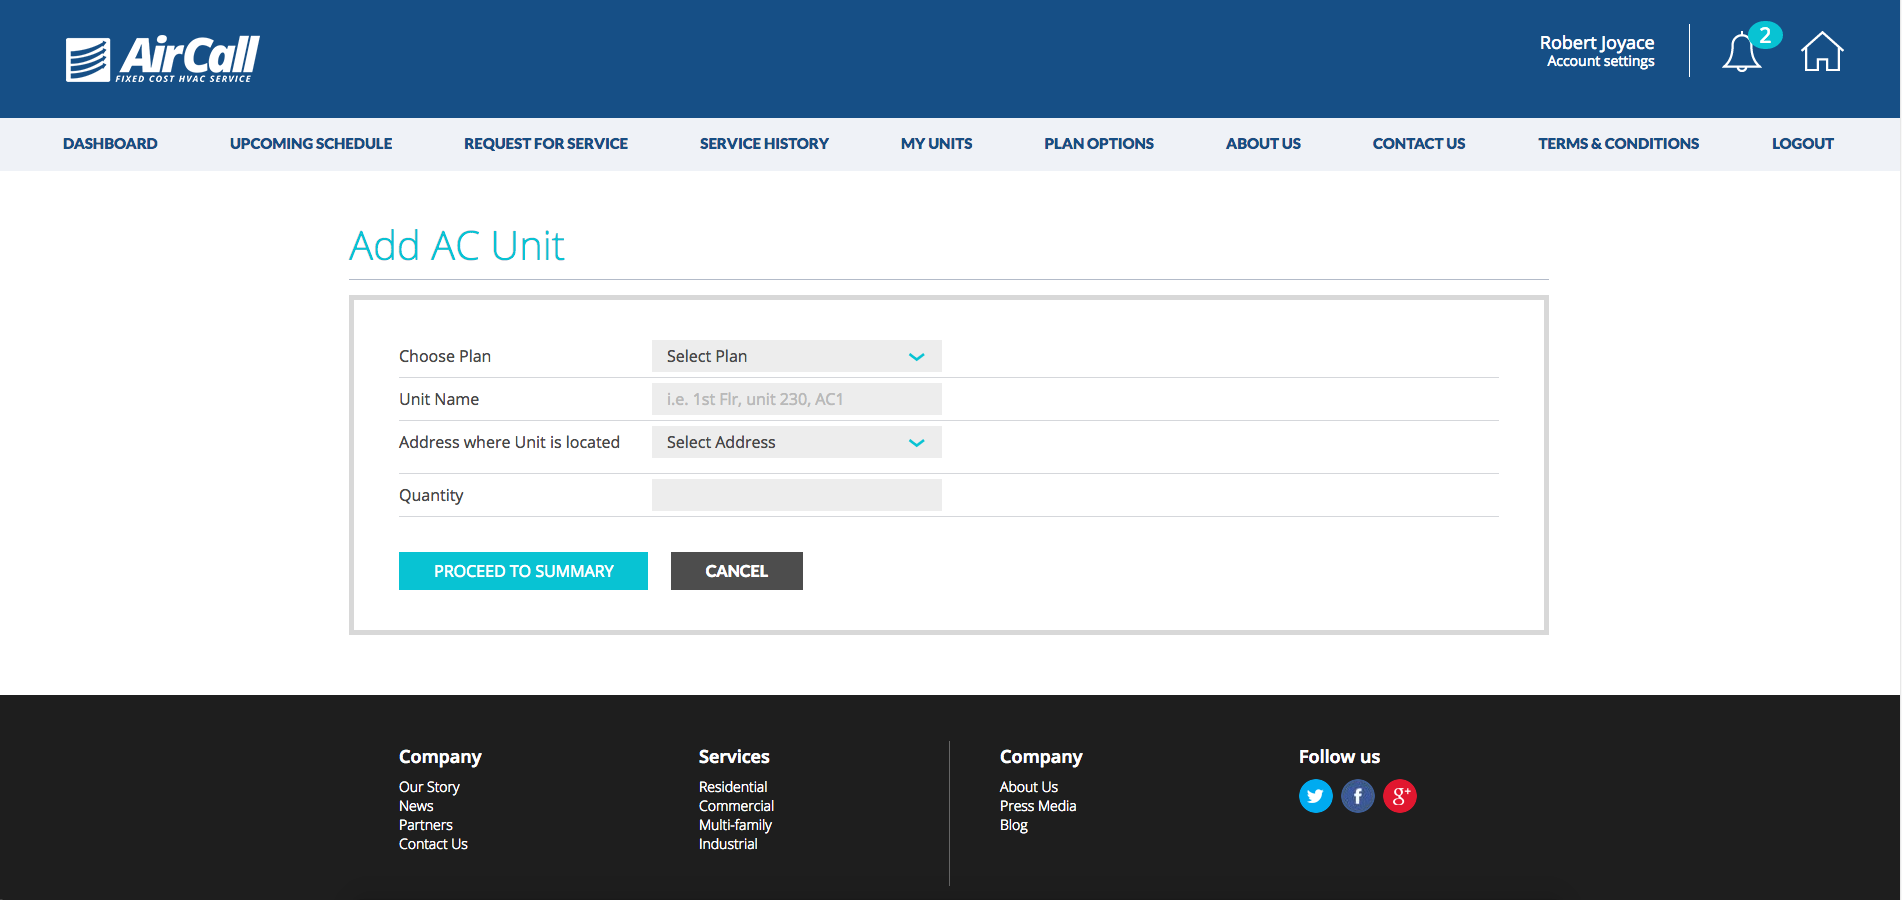 AirCall
FIXED COST HVAC SERVICE
Robert Joyace
Account settings
2
DASHBOARD UPCOMING SCHEDULE REQUEST FOR SERVICE SERVICE HISTORY MY UNITS PLAN OPTIONS ABOUT US CONTACT US TERMS & CONDITIONS LOGOUT
Add AC Unit
Choose Plan Select Plan
Unit Name i.e. 1st Flr, unit 230, AC1
Address where Unit is located Select Address
Quantity
PROCEED TO SUMMARY CANCEL
Company
Our Story
News
Partners
Contact Us
Services
Residential
Commercial
Multi-family
Industrial
Company
About Us
Press Media
Blog
Follow us
f
g+